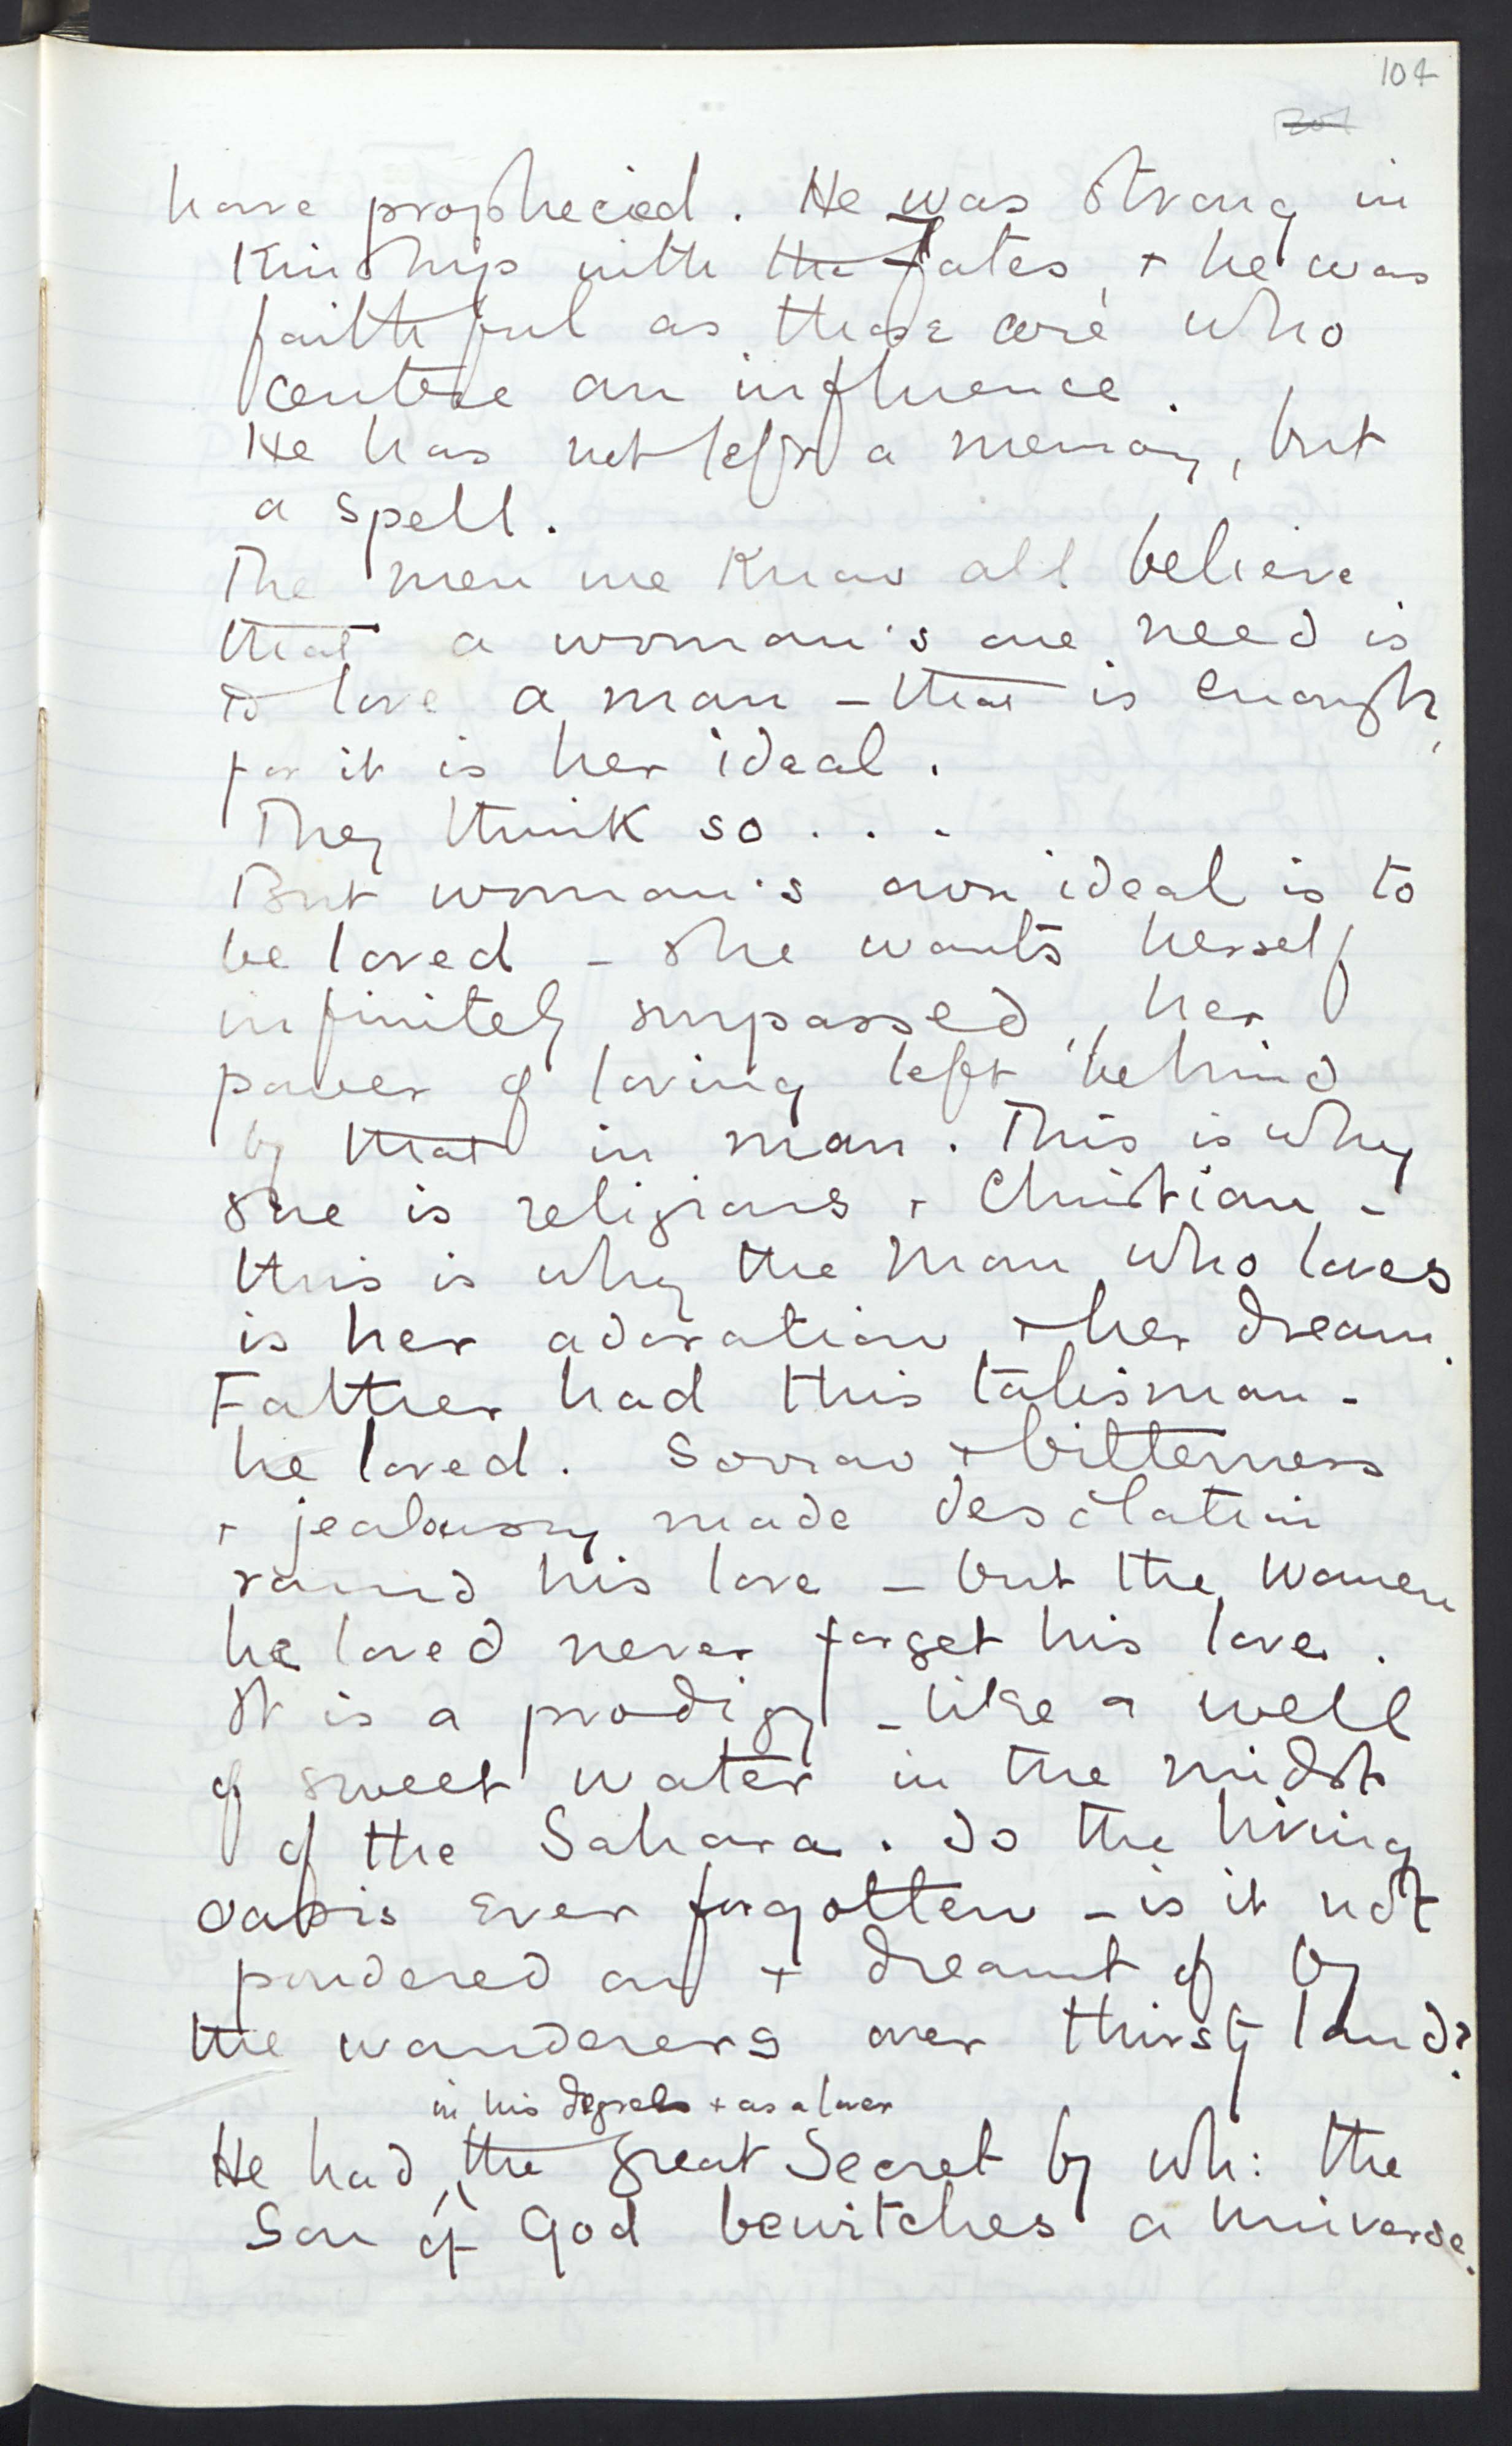 104
have prophecied. He was strong in
Kinship with the Fates, + he was
faithful as those are who
centre an influence.
He has not left a memory, but
a spell.
The men we know all believe
that a woman's one need is
to love a man – that is enough,
for it is her ideal.
They think so . . .
But woman's own ideal is to
be loved – she wants herself
infinitely surpassed, her
power of loving left behind
by that in man. This is why
she is religious + Christian –
this is why the man who loves
is her adoration + her dream.
Father had this talisman –
he loved. Sorrow + bitterness
+ jealousy made desolation
round his love – but the women
he loved never forget his love.
It is a prodigy – like a well
of sweet water in the midst
of the Sahara. Is the living
oasis ever forgotten – is it not
pondered on + dreamt of by
the wanderers over thirsty land?
in his degree + as a lover
He had the great Secret by wh: the
Son of God bewitches a universe.